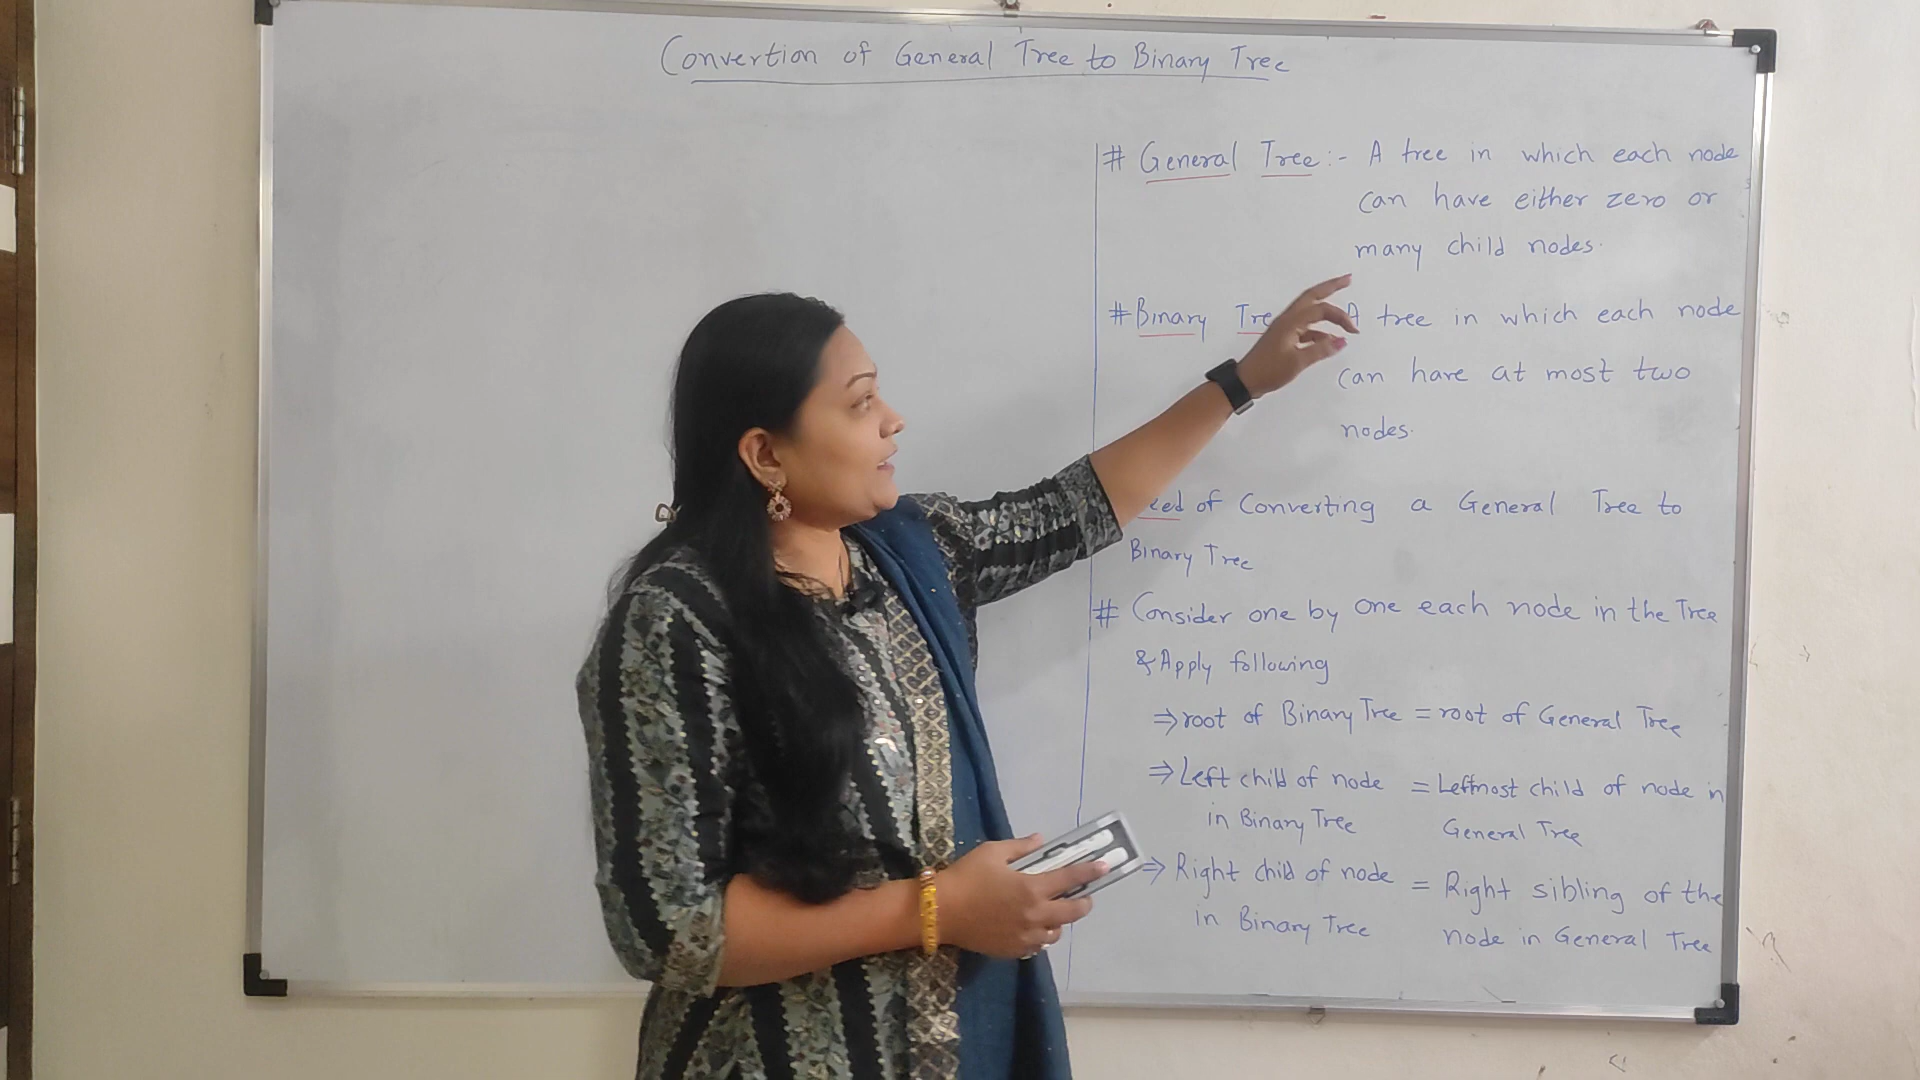 Convertion of General Tree to Binary Tree
# General Tree:- A tree in which each node
can have either zero or
many child nodes.
# Binary Tre A tree in which each node
can have at most two
nodes.
of Converting a General Tree to
Binary Tree
# Consider one by one each node in the Tree
& Apply following
⇒ root of Binary Tree = root of General Tree
⇒ Left child of node = Leftmost child of node in
in Binary Tree General Tree
⇒ Right child of node = Right sibling of the
in Binary Tree node in General Tree